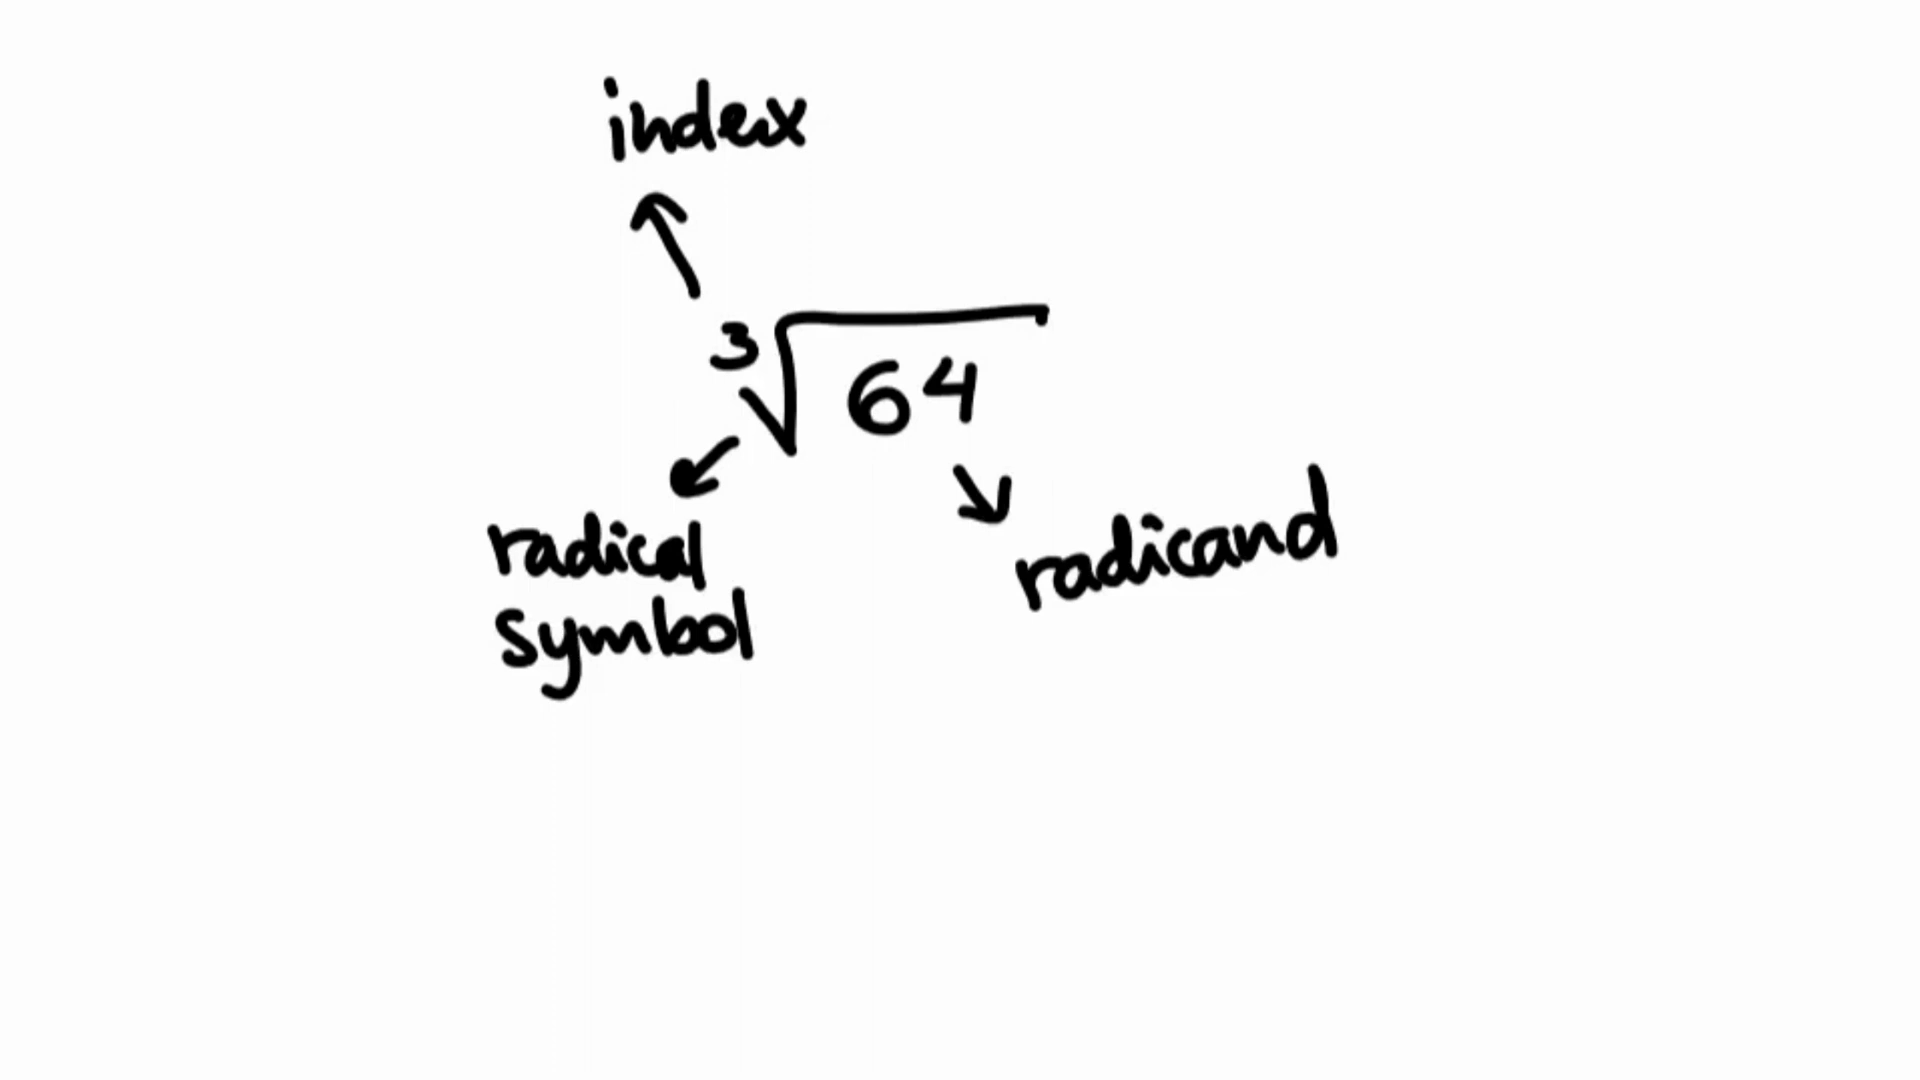 index
3√64
radical
symbol
radicand